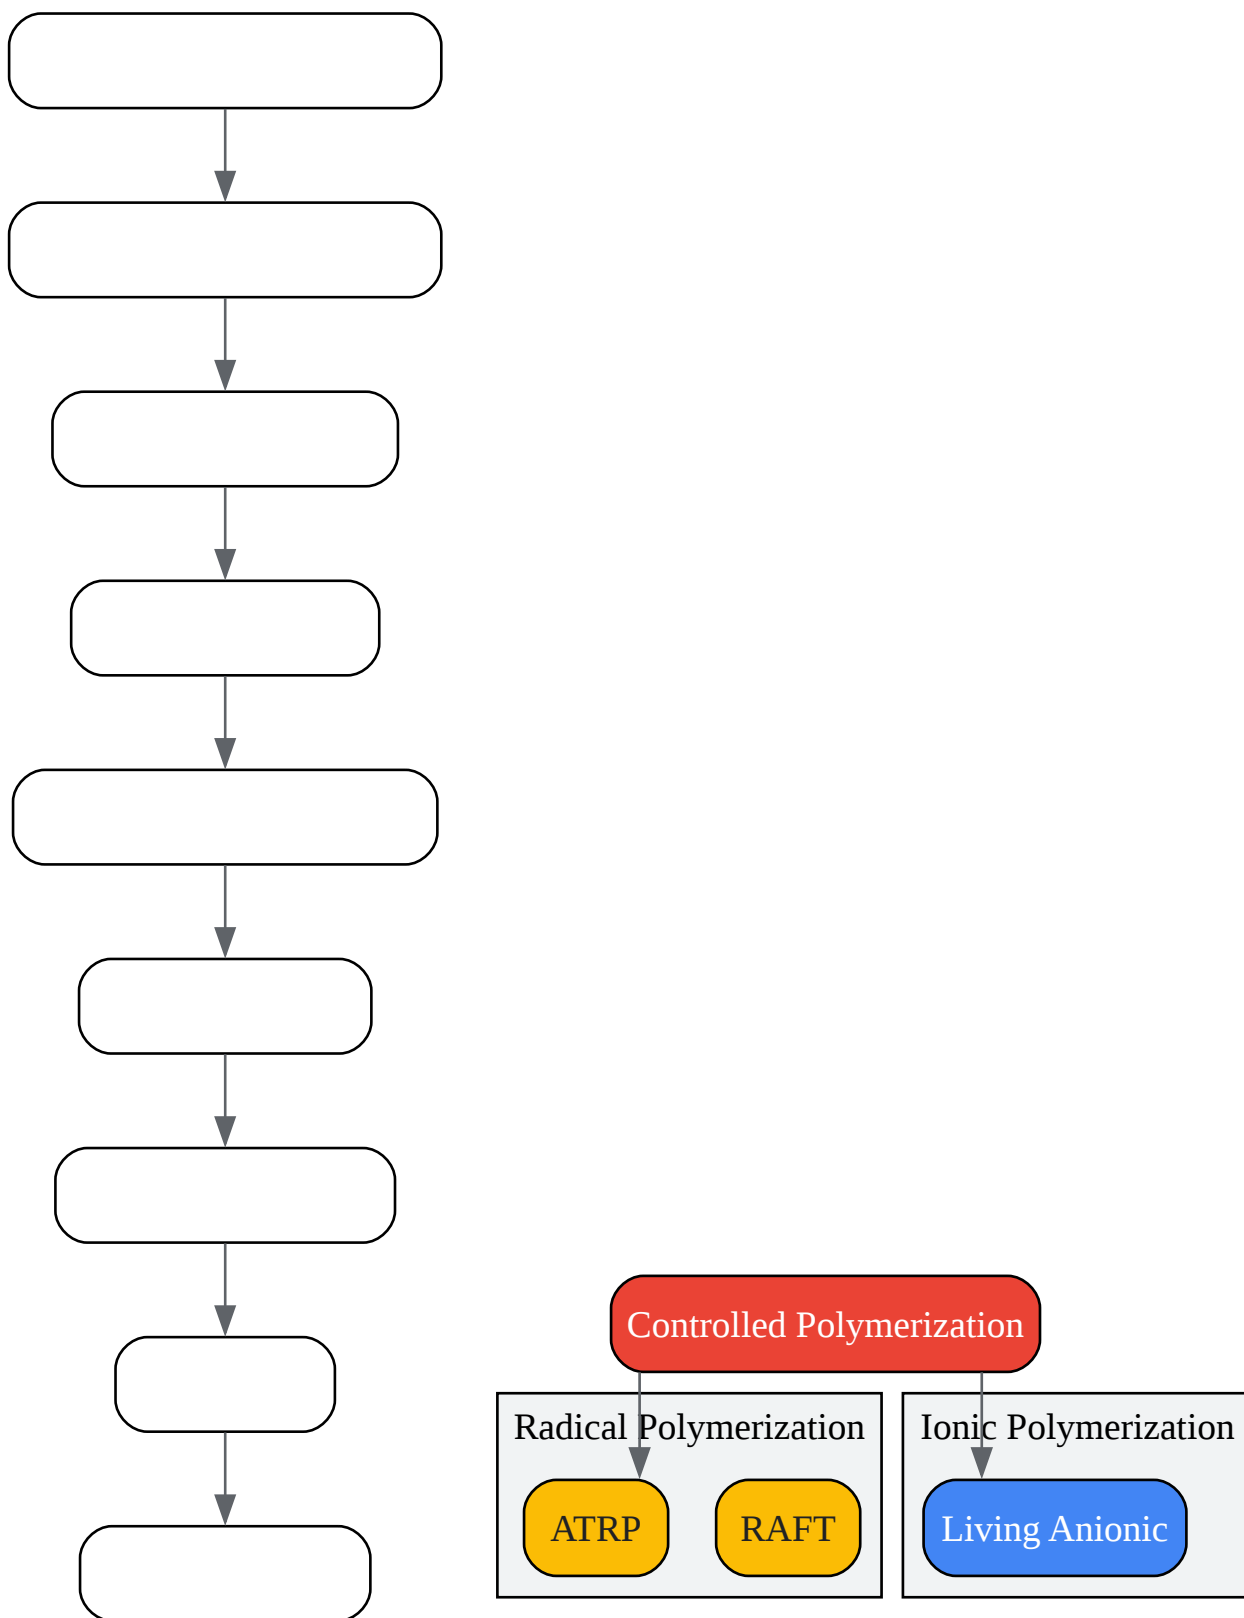 Controlled Polymerization
Radical Polymerization
Ionic Polymerization
ATRP
RAFT
Living Anionic